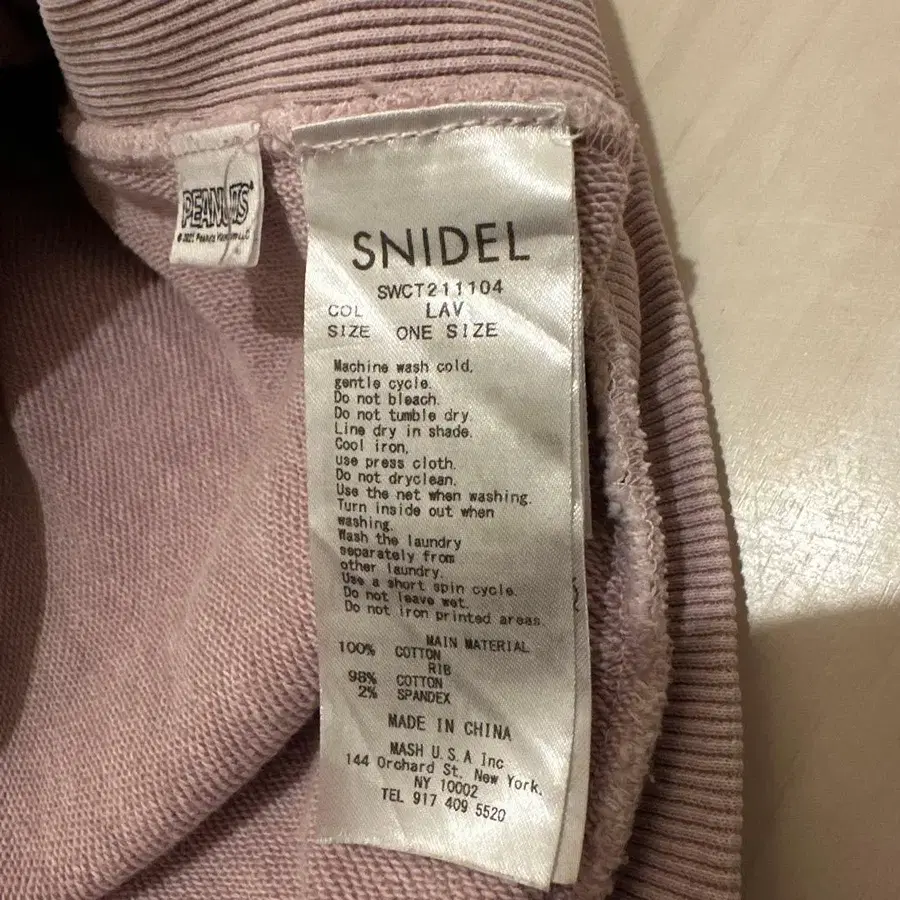 PEANUTS
SNIDEL
SWCT211104
COL LAV
SIZE ONE SIZE
Machine wash cold,
gentle cycle.
Do not bleach.
Do not tumble dry.
Line dry in shade.
Cool iron,
use press cloth.
Do not dryclean.
Use the net when washing.
Turn inside out when
washing.
Wash the laundry
separately from
other laundry.
Use a short spin cycle.
Do not leave wet.
Do not iron printed areas.
MAIN MATERIAL
100% COTTON
RIB
98% COTTON
2% SPANDEX
MADE IN CHINA
MASH U.S.A Inc
144 Orchard St, New York,
NY 10002
TEL 917 409 5520